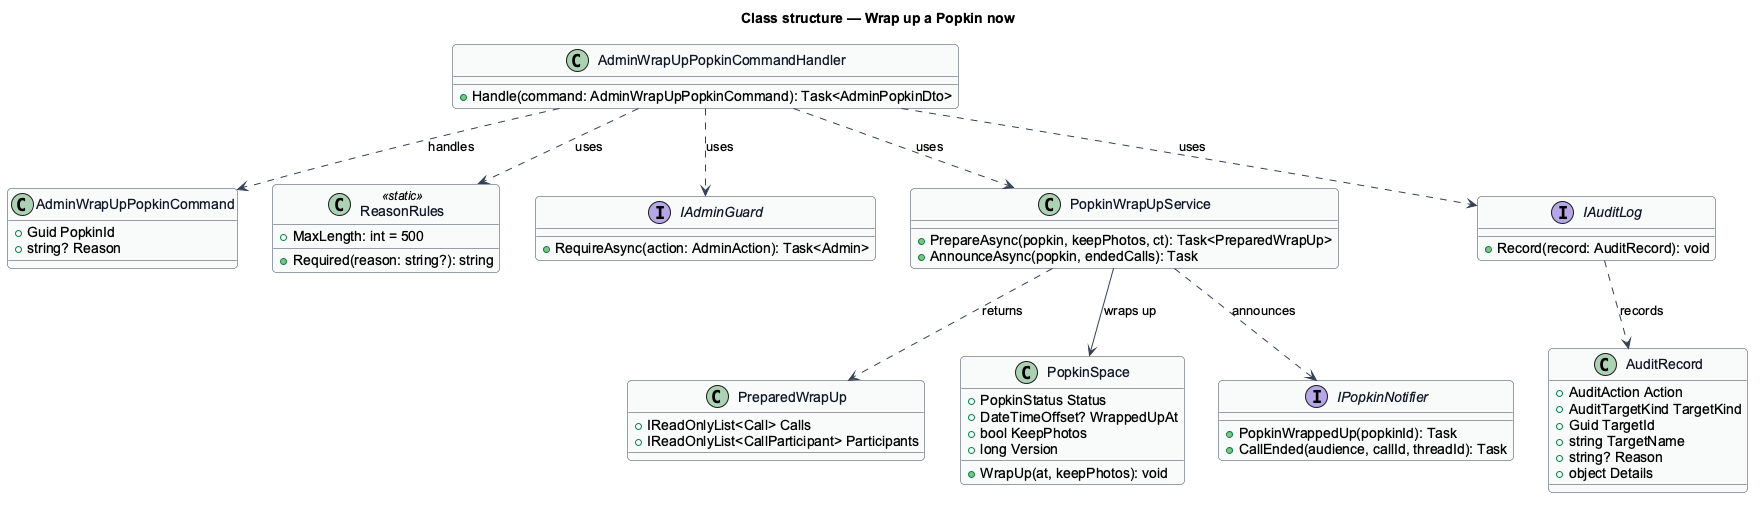 Class structure — Wrap up a Popkin now
C AdminWrapUpPopkinCommandHandler
Handle(command: AdminWrapUpPopkinCommand): Task<AdminPopkinDto>
handles
uses
uses
uses
uses
C AdminWrapUpPopkinCommand
Guid PopkinId
string? Reason
«static»
C ReasonRules
MaxLength: int = 500
Required(reason: string?): string
I IAdminGuard
RequireAsync(action: AdminAction): Task<Admin>
C PopkinWrapUpService
PrepareAsync(popkin, keepPhotos, ct): Task<PreparedWrapUp>
AnnounceAsync(popkin, endedCalls): Task
I IAuditLog
Record(record: AuditRecord): void
returns
wraps up
announces
records
C PreparedWrapUp
IReadOnlyList<Call> Calls
IReadOnlyList<CallParticipant> Participants
C PopkinSpace
PopkinStatus Status
DateTimeOffset? WrappedUpAt
bool KeepPhotos
long Version
WrapUp(at, keepPhotos): void
I IPopkinNotifier
PopkinWrappedUp(popkinId): Task
CallEnded(audience, callId, threadId): Task
C AuditRecord
AuditAction Action
AuditTargetKind TargetKind
Guid TargetId
string TargetName
string? Reason
object Details